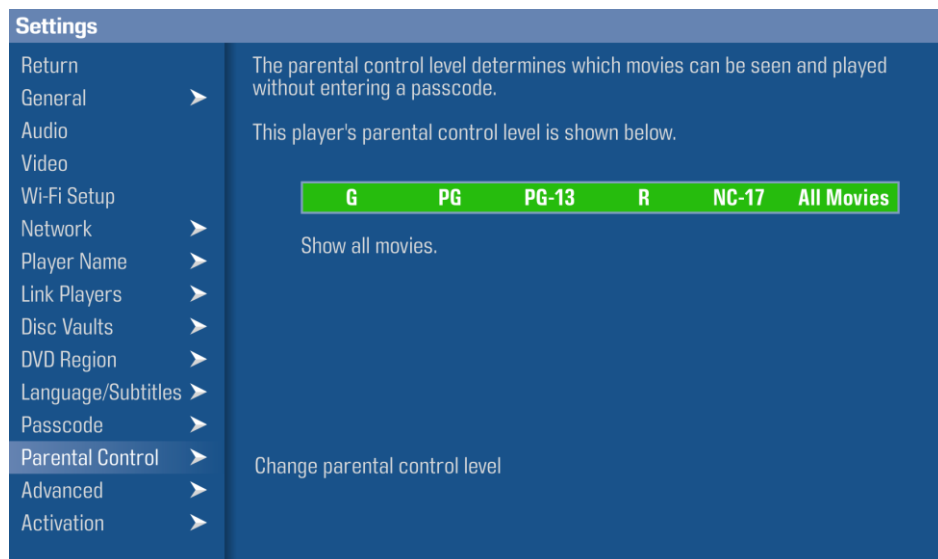 Settings
Return
General
Audio
Video
Wi-Fi Setup
Network
Player Name
Link Players
Disc Vaults
DVD Region
Language/Subtitles
Passcode
Parental Control
Advanced
Activation
The parental control level determines which movies can be seen and played
without entering a passcode.
This player's parental control level is shown below.
G PG PG-13 R NC-17 All Movies
Show all movies.
Change parental control level